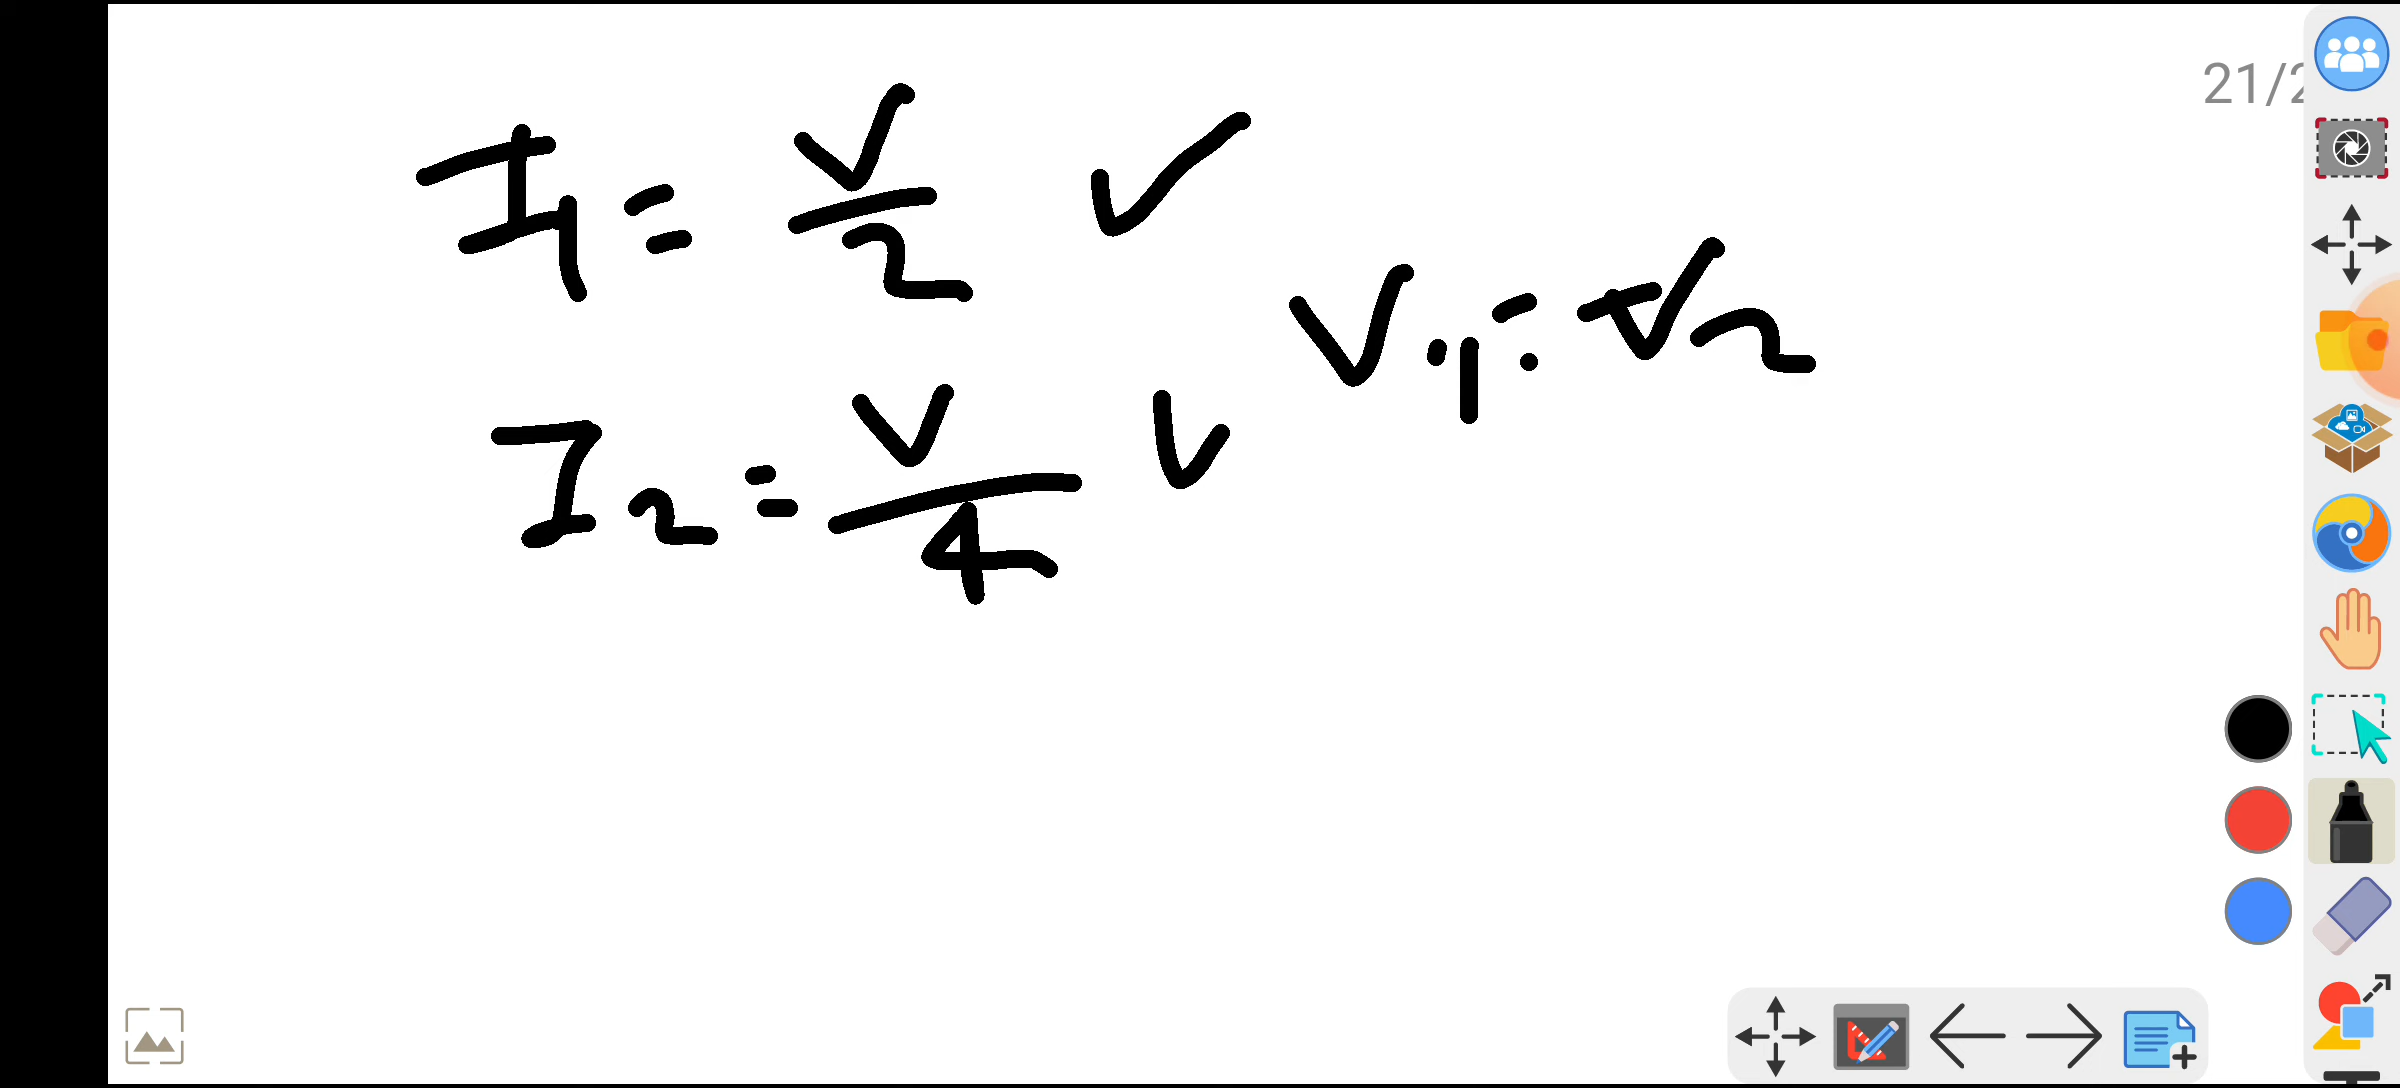 I₁ = V/2 ✓
V₁ = V₂
I₂ = V/4 ✓
21/2